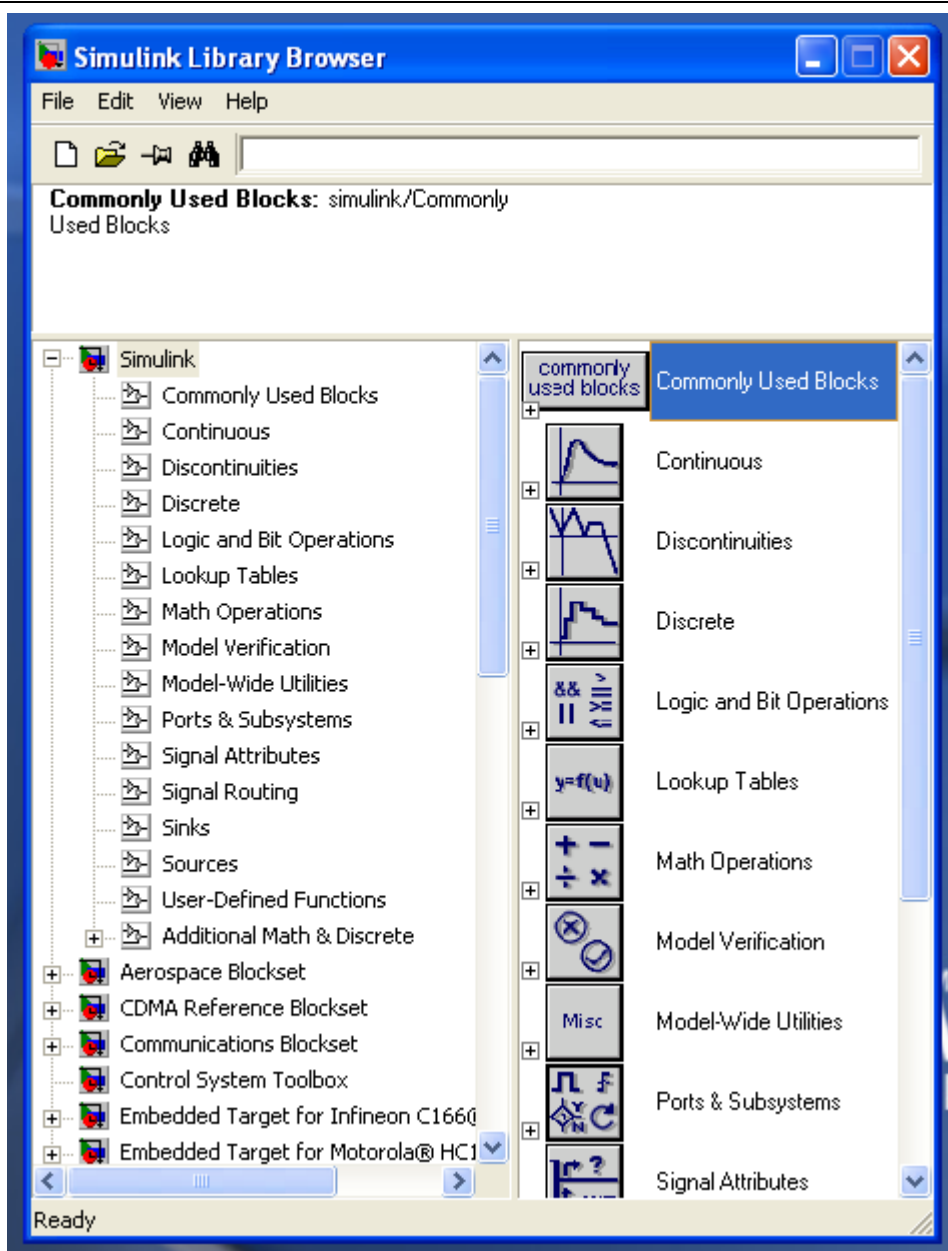 Simulink Library Browser
File Edit View Help
Commonly Used Blocks: simulink/Commonly
Used Blocks
Simulink
Commonly Used Blocks
Continuous
Discontinuities
Discrete
Logic and Bit Operations
Lookup Tables
Math Operations
Model Verification
Model-Wide Utilities
Ports & Subsystems
Signal Attributes
Signal Routing
Sinks
Sources
User-Defined Functions
Additional Math & Discrete
Aerospace Blockset
CDMA Reference Blockset
Communications Blockset
Control System Toolbox
Embedded Target for Infineon C166
Embedded Target for Motorola® HC1
commonly
used blocks
Commonly Used Blocks
Continuous
Discontinuities
Discrete
&& > =
|| >= <=
Logic and Bit Operations
y=f(u)
Lookup Tables
+ −
÷ ×
Math Operations
Model Verification
Misc
Model-Wide Utilities
Y
N
Ports & Subsystems
?
Signal Attributes
Ready